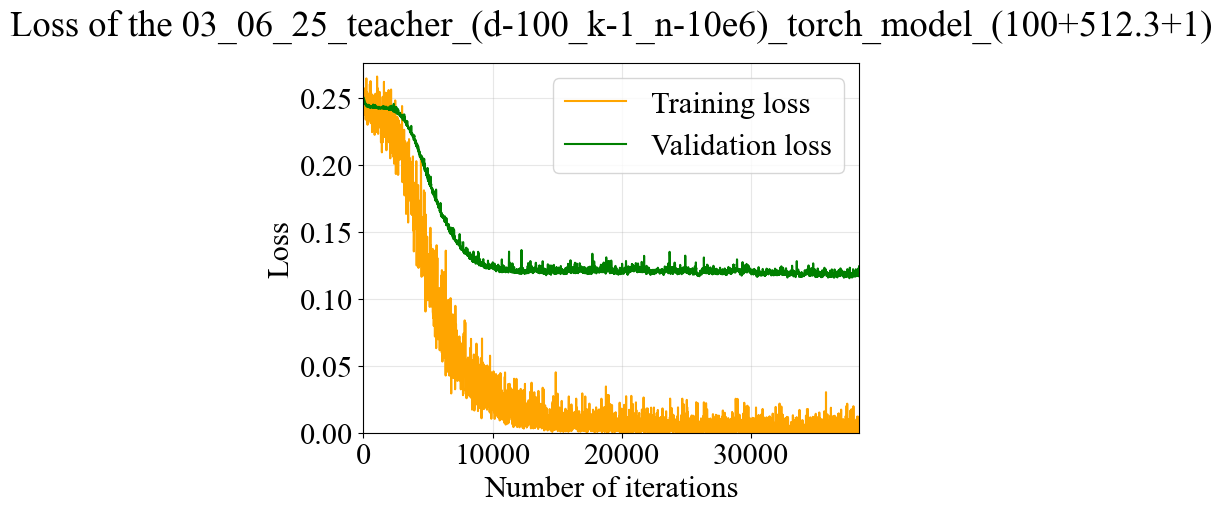 Loss of the 03_06_25_teacher_(d-100_k-1_n-10e6)_torch_model_(100+512.3+1)
0.25
0.20
0.15
0.10
0.05
0.00
Loss
Training loss
Validation loss
0 10000 20000 30000
Number of iterations